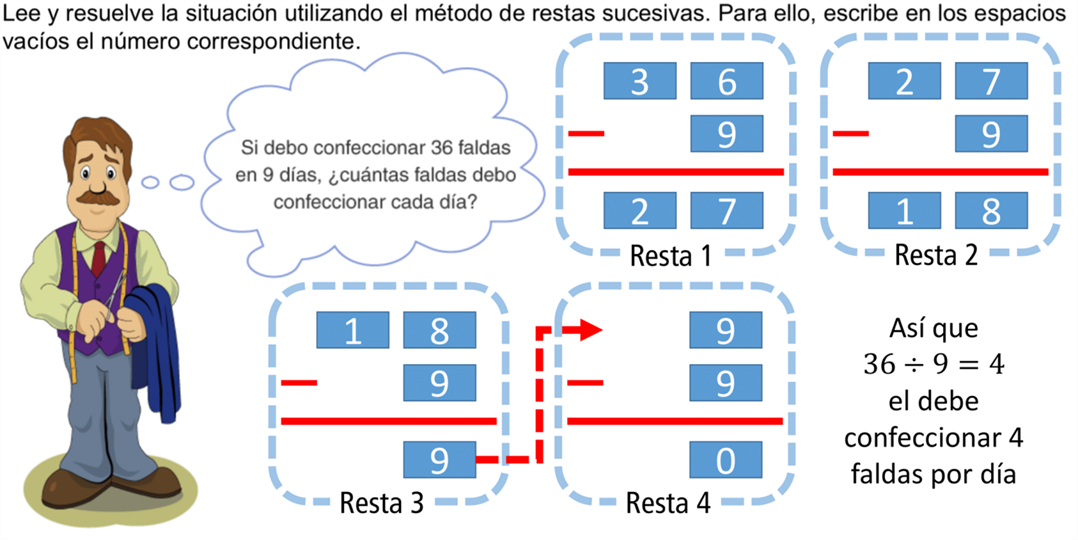 Lee y resuelve la situación utilizando el método de restas sucesivas. Para ello, escribe en los espacios
vacíos el número correspondiente.
Si debo confeccionar 36 faldas
en 9 días, ¿cuántas faldas debo
confeccionar cada día?
3 6
− 9
2 7
Resta 1
2 7
− 9
1 8
Resta 2
1 8
− 9
9
Resta 3
9
− 9
0
Resta 4
Así que
36 ÷ 9 = 4
el debe
confeccionar 4
faldas por día